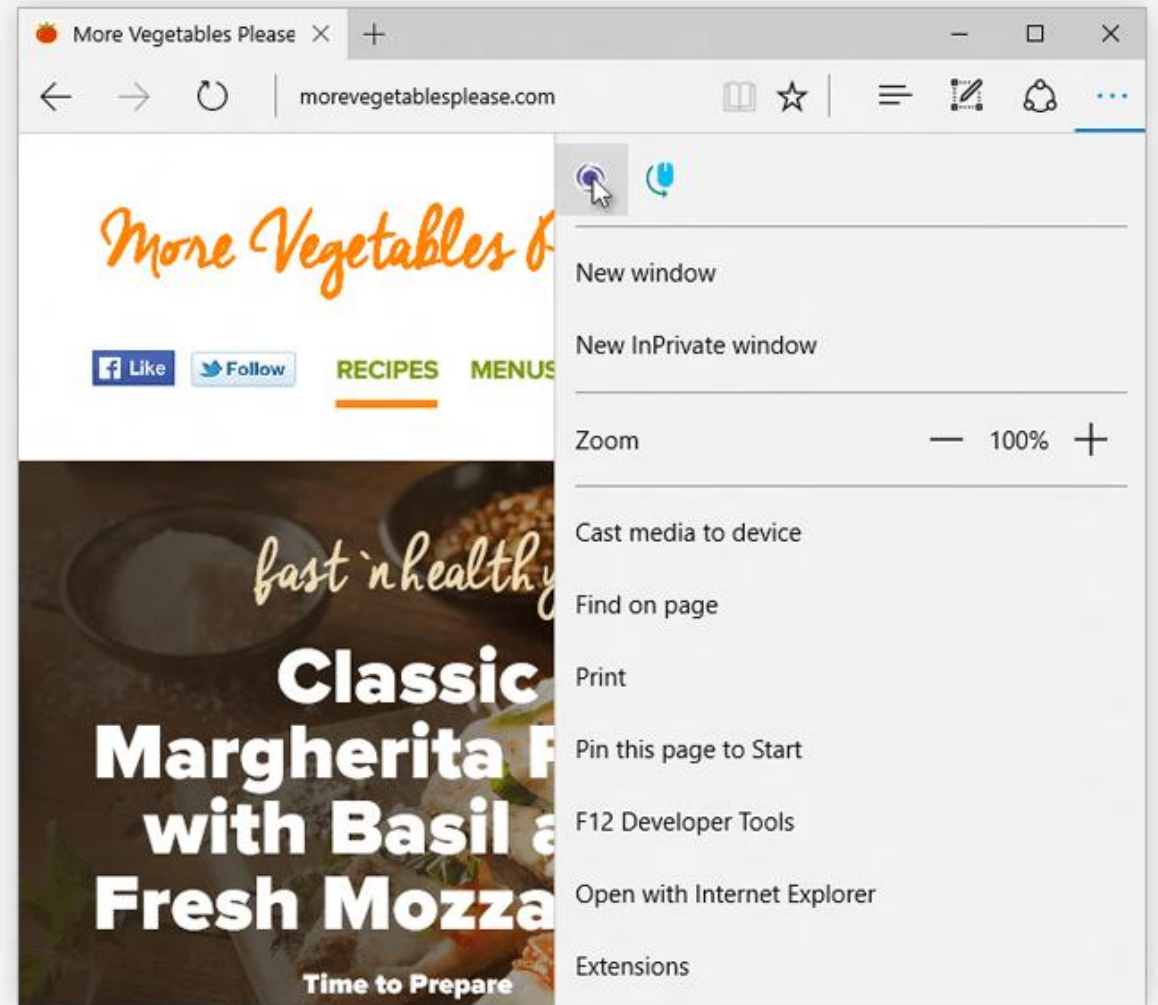 More Vegetables Please
morevegetablesplease.com
More Vegetables
Like
Follow
RECIPES
MENUS
fast 'n healthy
Classic
Margherita
with Basil
Fresh Mozza
Time to Prepare
New window
New InPrivate window
Zoom
100%
Cast media to device
Find on page
Print
Pin this page to Start
F12 Developer Tools
Open with Internet Explorer
Extensions